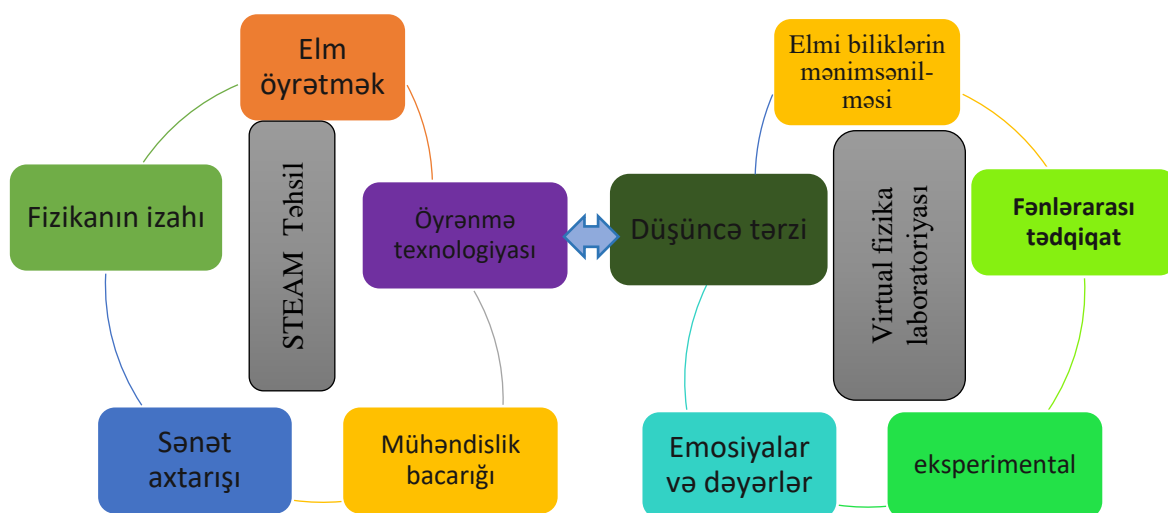 Elm
öyrətmək
Fizikanın izahı
STEAM Təhsil
Öyrənmə
texnologiyası
Sənət
axtarışı
Mühəndislik
bacarığı
Elmi biliklərin
mənimsənil-
məsi
Düşüncə tərzi
Virtual fizika
laboratoriyası
Fənlərarası
tədqiqat
Emosiyalar
və dəyərlər
eksperimental